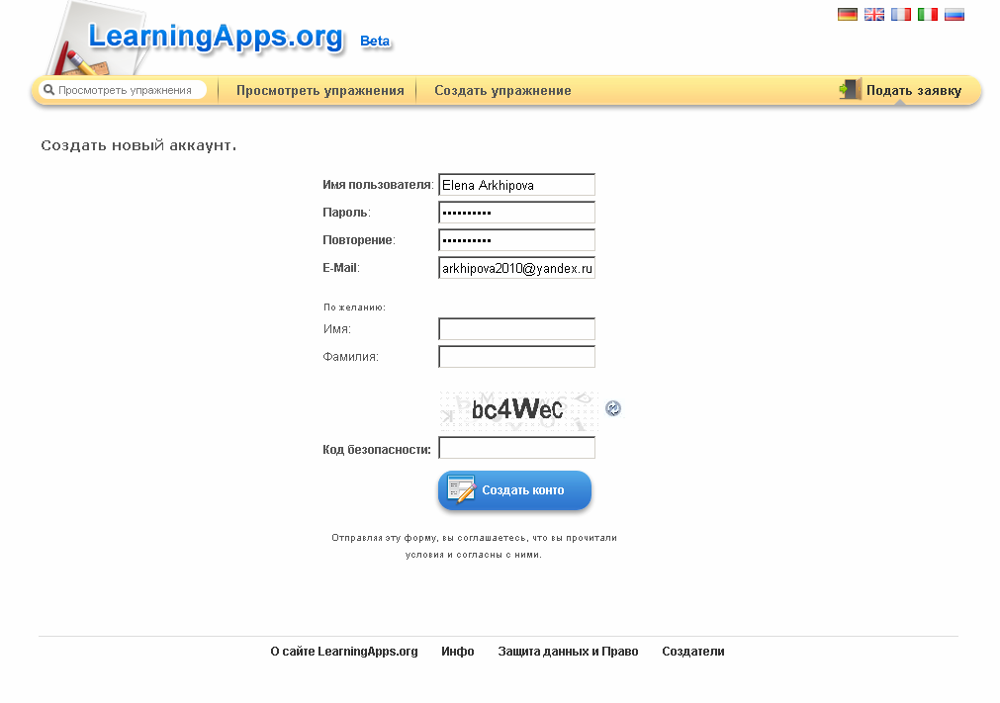 LearningApps.org Beta
Просмотреть упражнения
Просмотреть упражнения
Создать упражнение
Подать заявку
Создать новый аккаунт.
Имя пользователя: Elena Arkhipova
Пароль: ••••••••••
Повторение: ••••••••••
E-Mail: arkhipova2010@yandex.ru
По желанию:
Имя:
Фамилия:
bc4WeC
Код безопасности:
Создать конто
Отправляя эту форму, вы соглашаетесь, что вы прочитали
условия и согласны с ними.
О сайте LearningApps.org Инфо Защита данных и Право Создатели